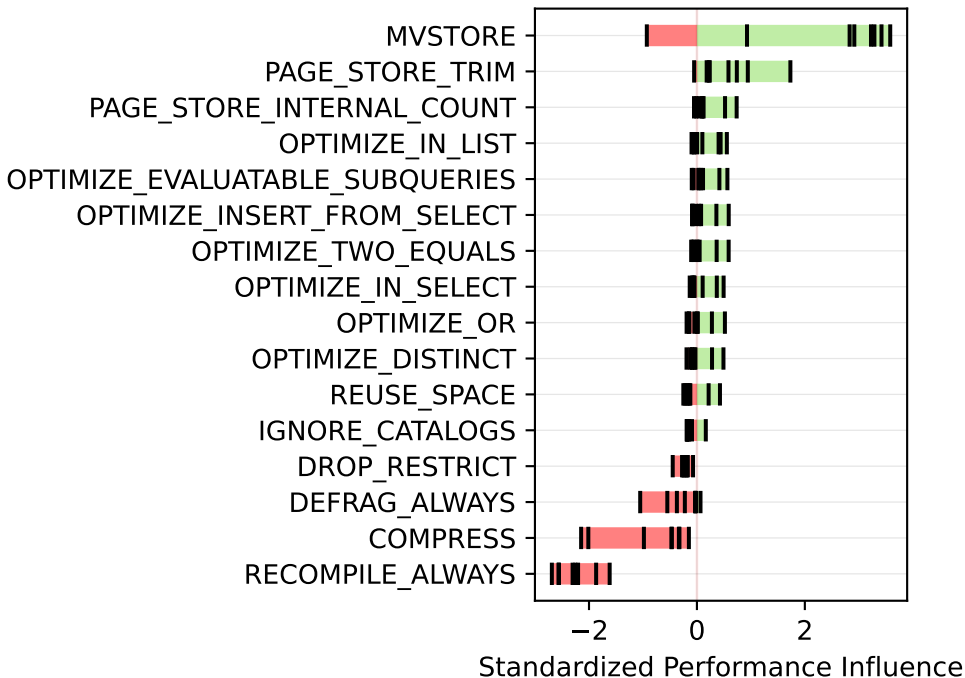 MVSTORE
PAGE_STORE_TRIM
PAGE_STORE_INTERNAL_COUNT
OPTIMIZE_IN_LIST
OPTIMIZE_EVALUATABLE_SUBQUERIES
OPTIMIZE_INSERT_FROM_SELECT
OPTIMIZE_TWO_EQUALS
OPTIMIZE_IN_SELECT
OPTIMIZE_OR
OPTIMIZE_DISTINCT
REUSE_SPACE
IGNORE_CATALOGS
DROP_RESTRICT
DEFRAG_ALWAYS
COMPRESS
RECOMPILE_ALWAYS
−2 0 2
Standardized Performance Influence